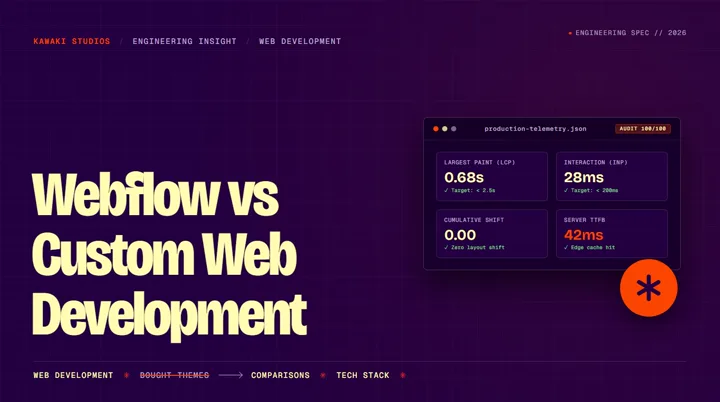 KAWAKI STUDIOS / ENGINEERING INSIGHT / WEB DEVELOPMENT
ENGINEERING SPEC // 2026
production-telemetry.json
AUDIT 100/100
LARGEST PAINT (LCP)
0.68s
✓ Target: < 2.5s
INTERACTION (INP)
28ms
✓ Target: < 200ms
CUMULATIVE SHIFT
0.00
✓ Zero layout shift
SERVER TTFB
42ms
✓ Edge cache hit
Webflow vs
Custom Web
Development
WEB DEVELOPMENT * BOUGHT THEMES → COMPARISONS * TECH STACK *